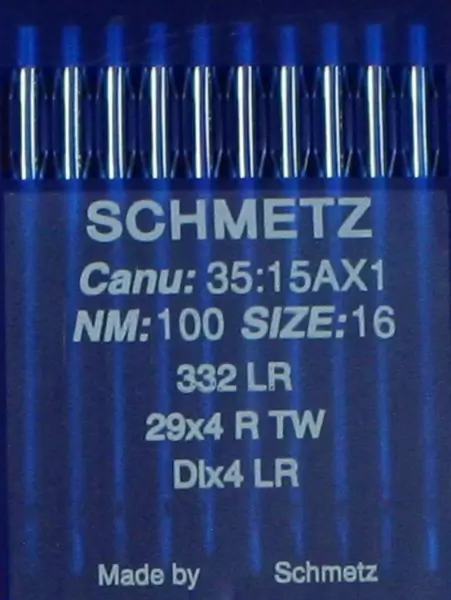 SCHMETZ
Canu: 35:15AX1
NM:100 SIZE:16
332 LR
29x4 R TW
DIx4 LR
Made by Schmetz